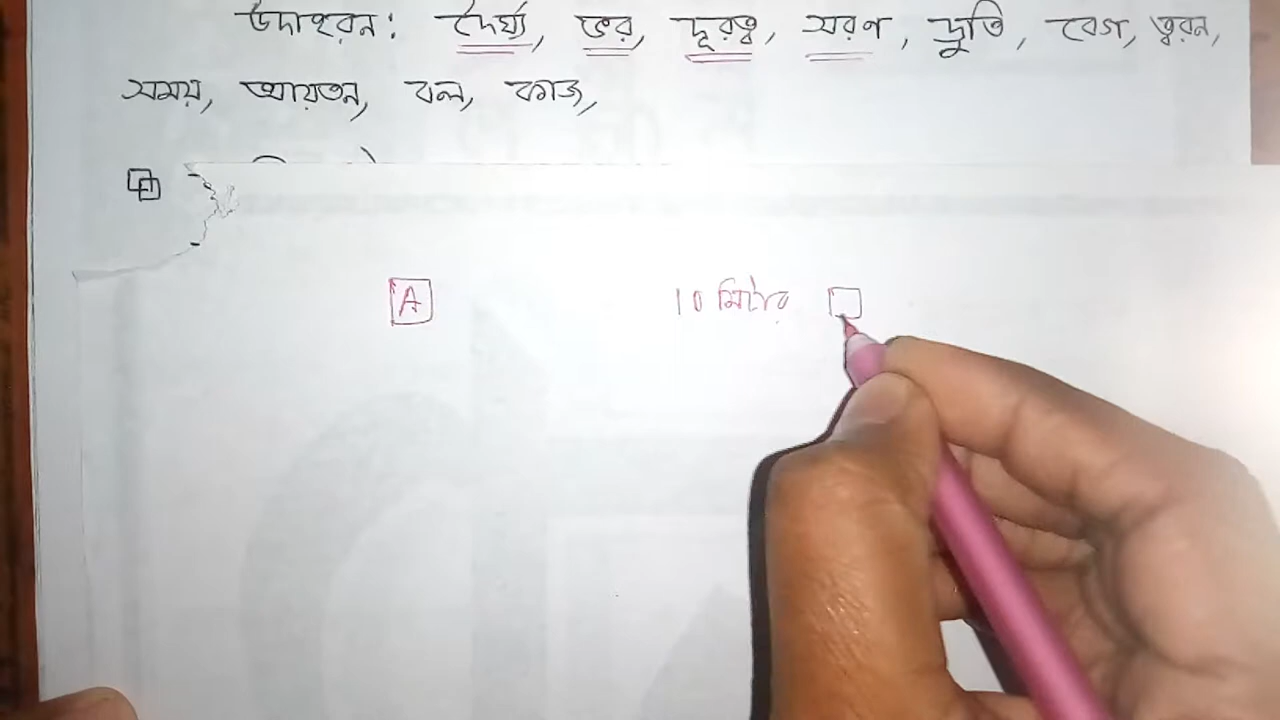 উদাহরন: দৈর্ঘ্য, ভর, দূরত্ব, সরণ, দ্রুতি, বেগ, ত্বরন,
সময়, আয়তন, বল, কাজ,
A 10 মিটার